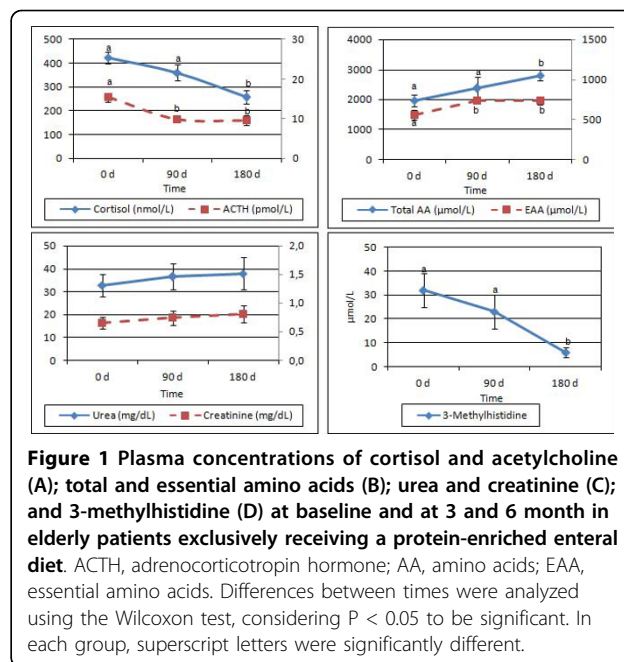 500 30
400
300 20
200 10
100
0 0
a a b
a b b
0 d 90 d 180 d
Time
Cortisol (nmol/L) ACTH (pmol/L)
4000 1500
3000 1000
2000
1000 500
0 0
a a b
a b b
0 d 90 d 180 d
Time
Total AA (µmol/L) EAA (µmol/L)
50 2,0
40 1,5
30 1,0
20
10 0,5
0 0,0
0 d 90 d 180 d
Time
Urea (mg/dL) Creatinine (mg/dL)
50
40
30
20
10
0
µmol/L
a a b
0 d 90 d 180 d
Time
3-Methylhistidine
Figure 1 Plasma concentrations of cortisol and acetylcholine
(A); total and essential amino acids (B); urea and creatinine (C);
and 3-methylhistidine (D) at baseline and at 3 and 6 month in
elderly patients exclusively receiving a protein-enriched enteral
diet. ACTH, adrenocorticotropin hormone; AA, amino acids; EAA,
essential amino acids. Differences between times were analyzed
using the Wilcoxon test, considering P < 0.05 to be significant. In
each group, superscript letters were significantly different.